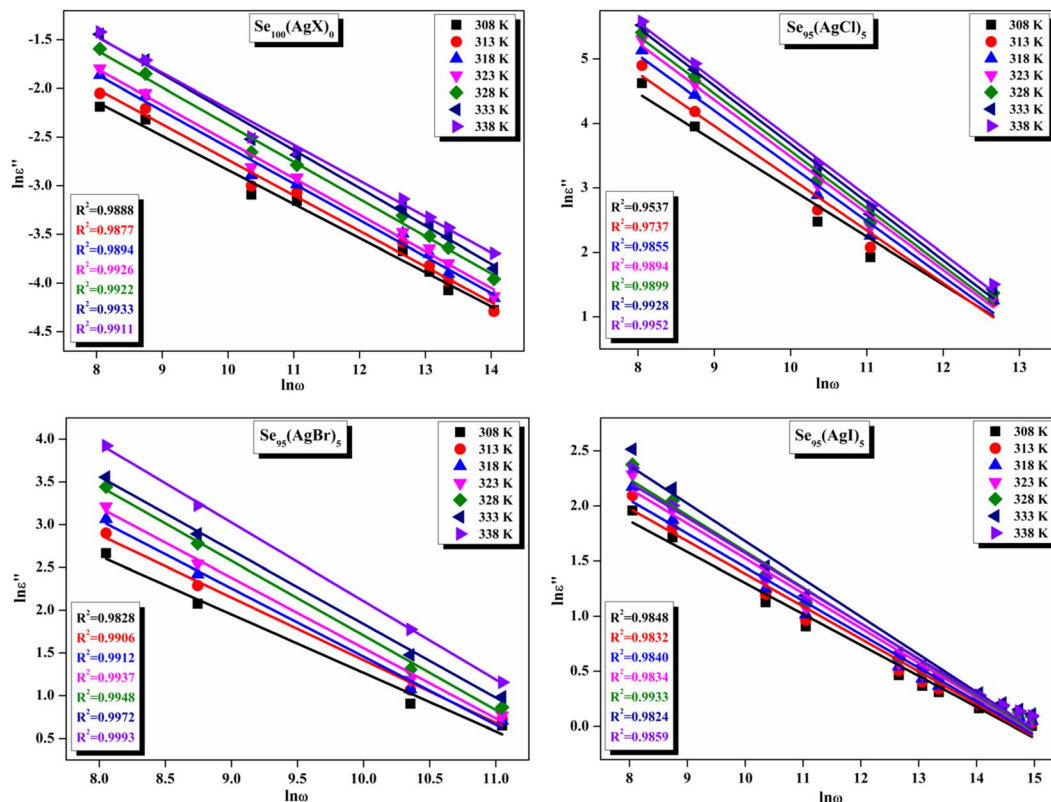 Se100(AgX)0
308 K
313 K
318 K
323 K
328 K
333 K
338 K
R2=0.9888
R2=0.9877
R2=0.9894
R2=0.9926
R2=0.9922
R2=0.9933
R2=0.9911
-1.5
-2.0
-2.5
-3.0
-3.5
-4.0
-4.5
lnε''
8 9 10 11 12 13 14
lnω
Se95(AgCl)5
308 K
313 K
318 K
323 K
328 K
333 K
338 K
R2=0.9537
R2=0.9737
R2=0.9855
R2=0.9894
R2=0.9899
R2=0.9928
R2=0.9952
5
4
3
2
1
lnε''
8 9 10 11 12 13
lnω
Se95(AgBr)5
308 K
313 K
318 K
323 K
328 K
333 K
338 K
R2=0.9828
R2=0.9906
R2=0.9912
R2=0.9937
R2=0.9948
R2=0.9972
R2=0.9993
4.0
3.5
3.0
2.5
2.0
1.5
1.0
0.5
lnε''
8.0 8.5 9.0 9.5 10.0 10.5 11.0
lnω
Se95(AgI)5
308 K
313 K
318 K
323 K
328 K
333 K
338 K
R2=0.9848
R2=0.9832
R2=0.9840
R2=0.9834
R2=0.9933
R2=0.9824
R2=0.9859
2.5
2.0
1.5
1.0
0.5
0.0
lnε''
8 9 10 11 12 13 14 15
lnω